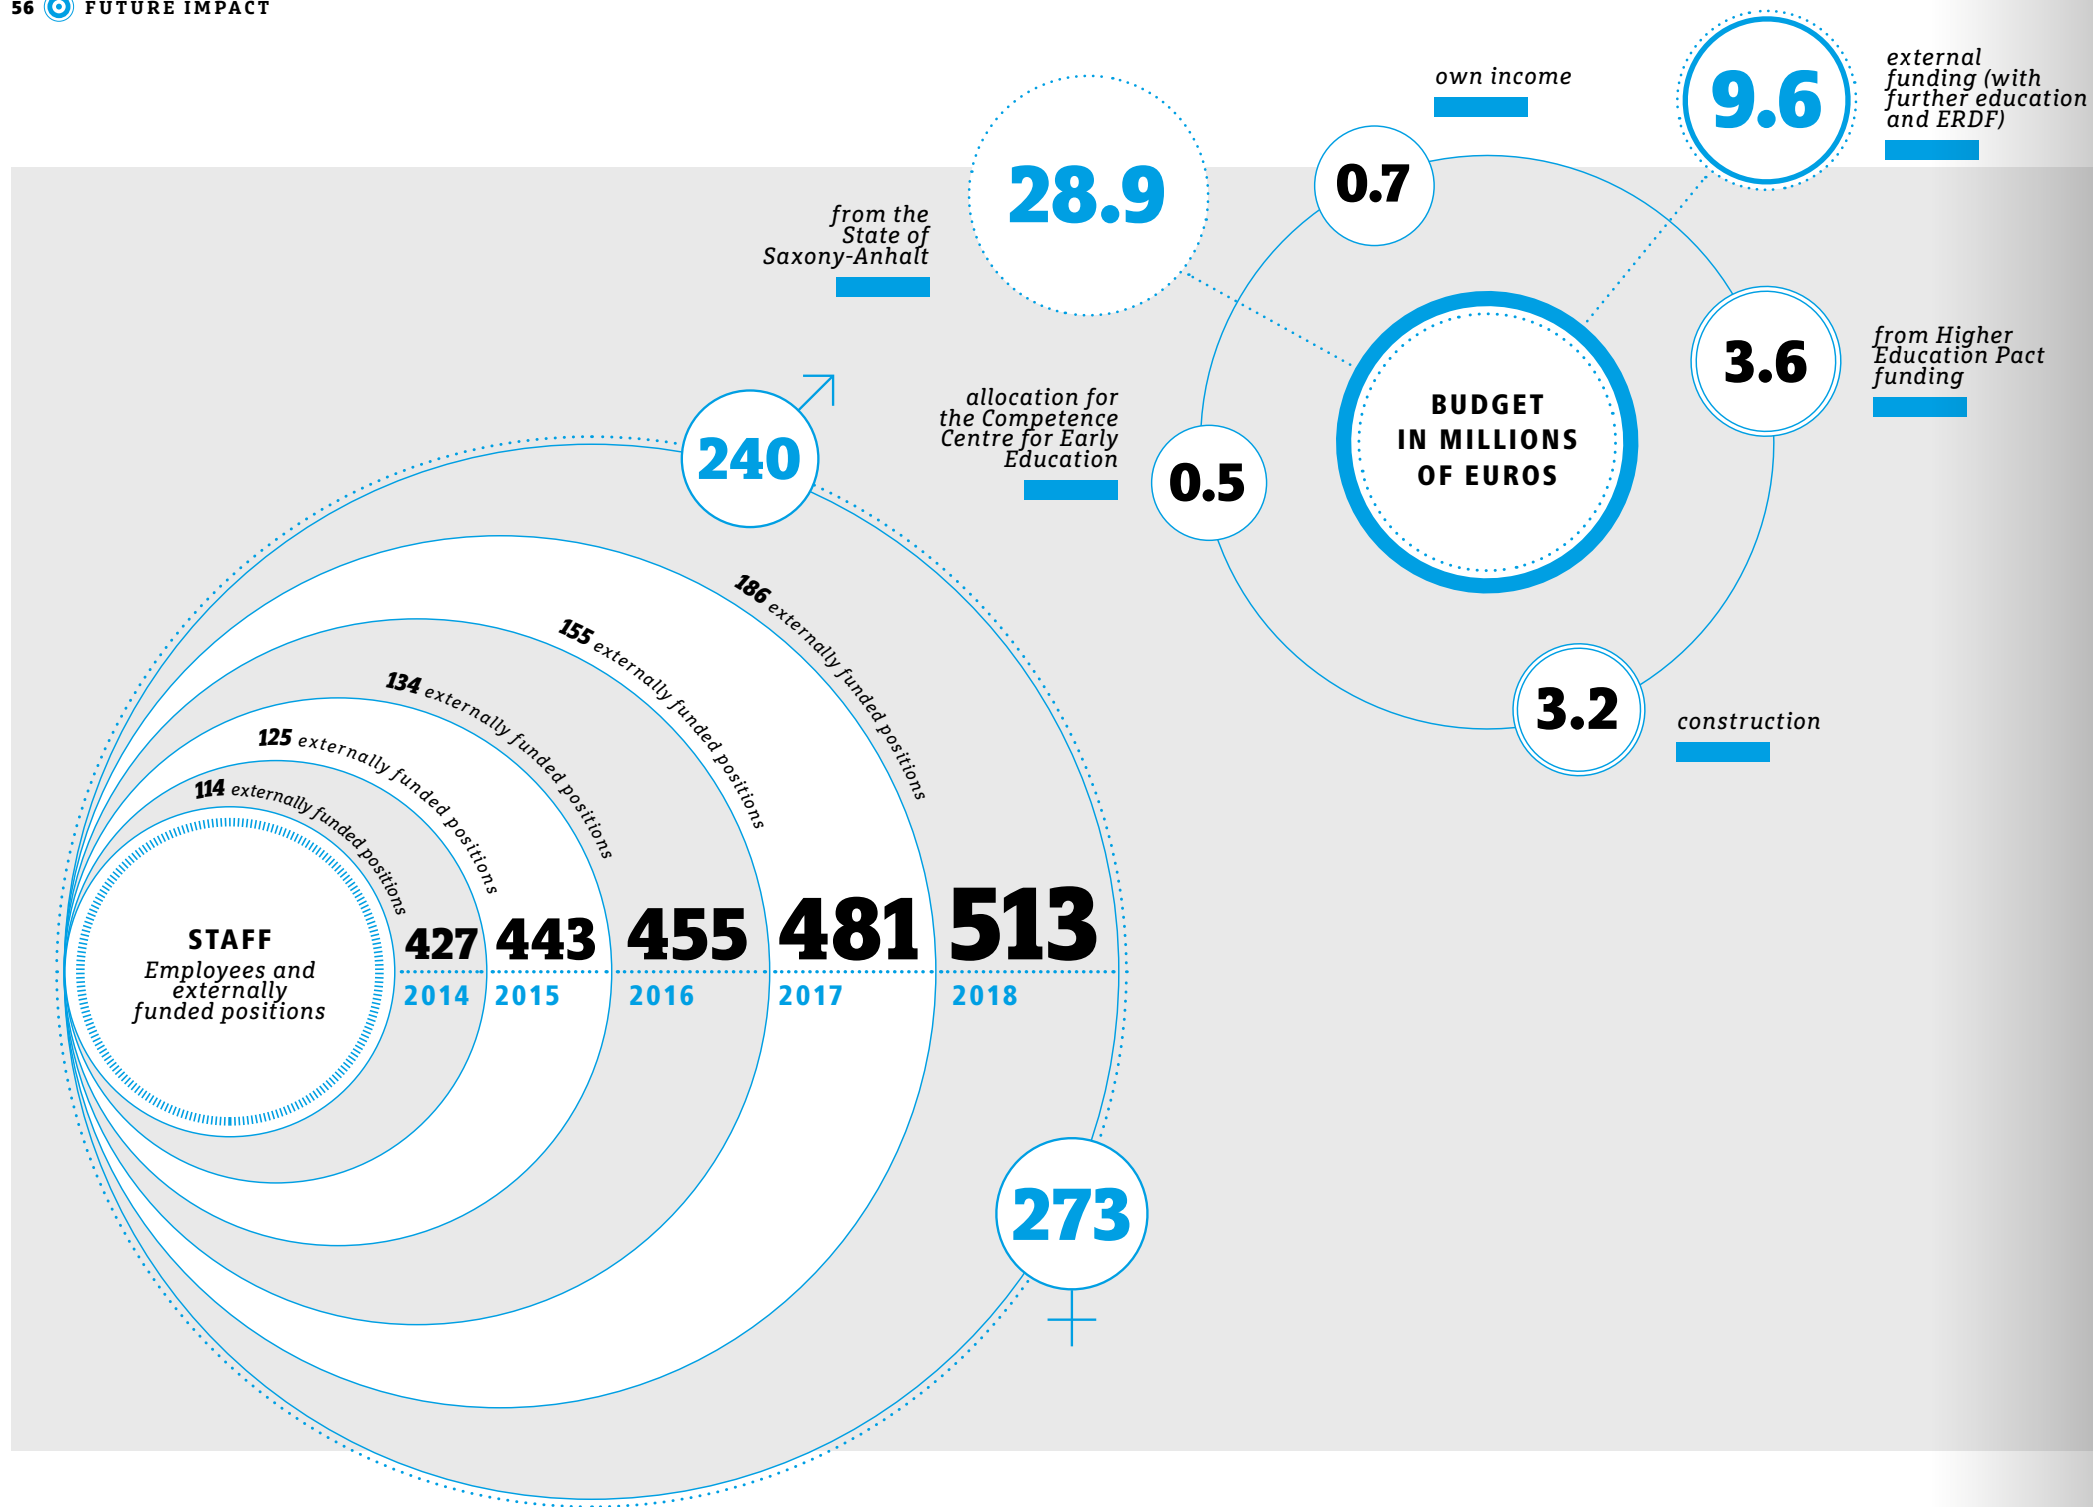 56 FUTURE IMPACT
own income
0.7
external
funding (with
further education
and ERDF)
9.6
from the
State of
Saxony-Anhalt
28.9
from Higher
Education Pact
funding
3.6
allocation for
the Competence
Centre for Early
Education
0.5
BUDGET
IN MILLIONS
OF EUROS
3.2
construction
240
186 externally funded positions
155 externally funded positions
134 externally funded positions
125 externally funded positions
114 externally funded positions
STAFF
Employees and
externally
funded positions
427 443 455 481 513
2014 2015 2016 2017 2018
273